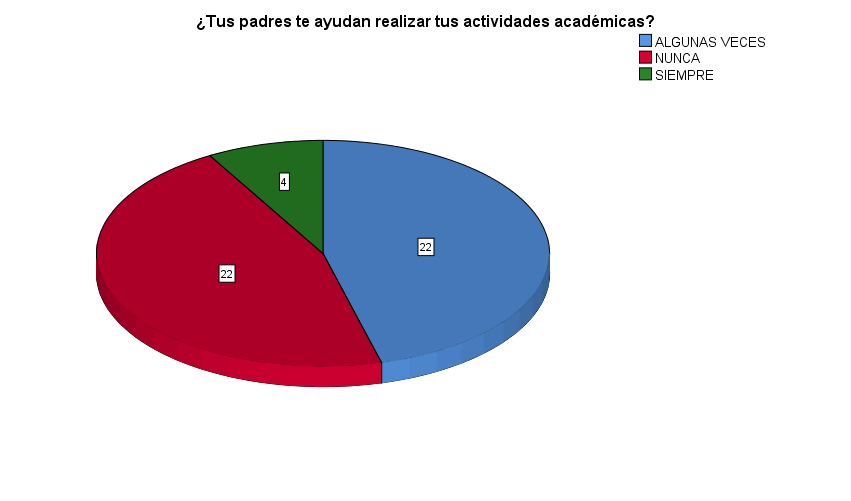 ¿Tus padres te ayudan realizar tus actividades académicas?
ALGUNAS VECES
NUNCA
SIEMPRE
4
22
22